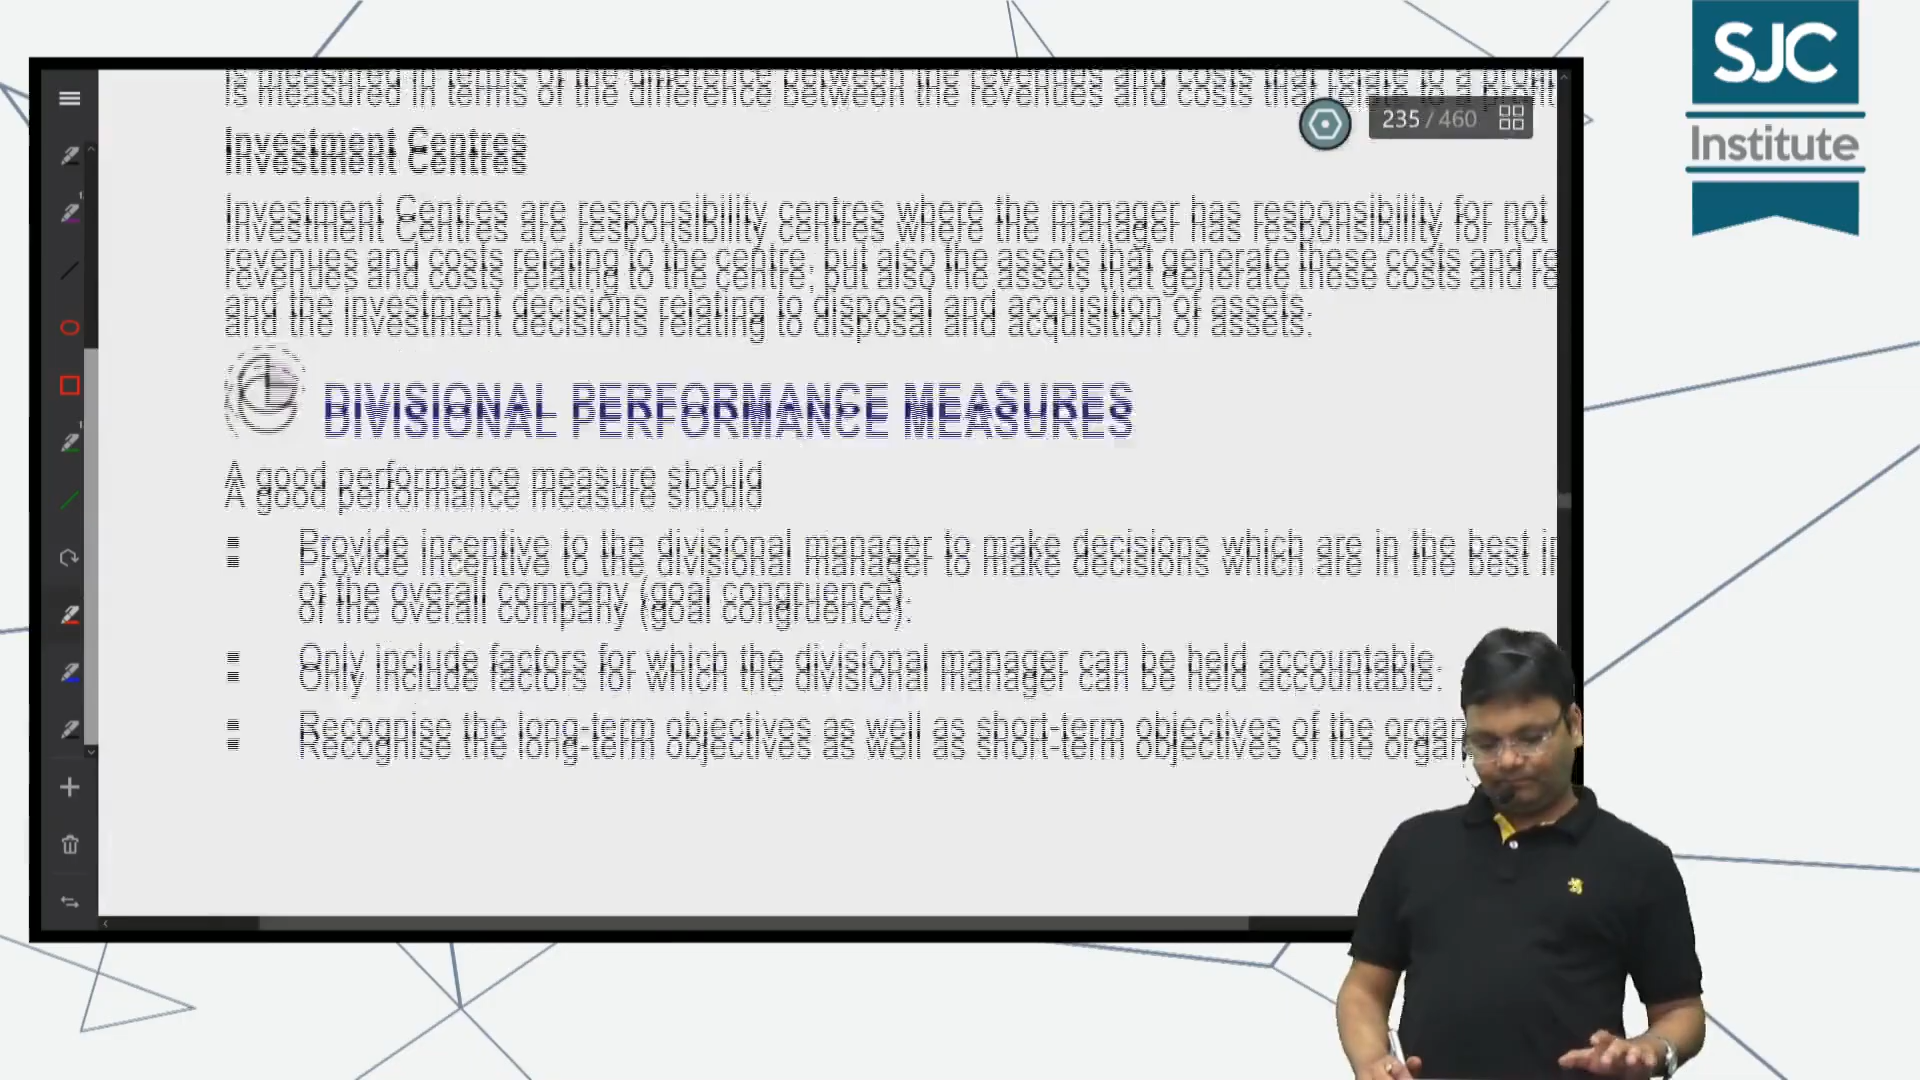 is measured in terms of the difference between the revenues and costs that relate to a profit
Investment Centres
Investment Centres are responsibility centres where the manager has responsibility for not
revenues and costs relating to the centre, but also the assets that generate these costs and re
and the investment decisions relating to disposal and acquisition of assets.
DIVISIONAL PERFORMANCE MEASURES
A good performance measure should
Provide incentive to the divisional manager to make decisions which are in the best in
of the overall company (goal congruence).
Only include factors for which the divisional manager can be held accountable.
Recognise the long-term objectives as well as short-term objectives of the organ
235 / 460
SJC
Institute